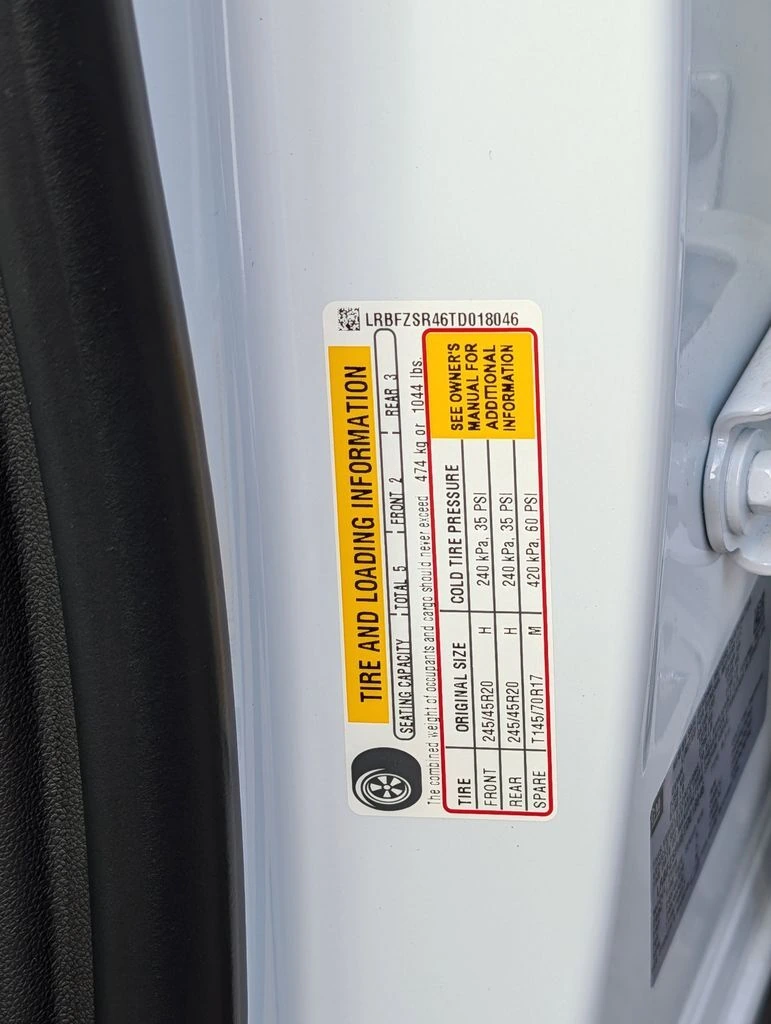 LRBFZSR46TD018046
TIRE AND LOADING INFORMATION
SEATING CAPACITY TOTAL 5 FRONT 2 REAR 3
The combined weight of occupants and cargo should never exceed 474 kg or 1044 lbs.
TIRE ORIGINAL SIZE COLD TIRE PRESSURE
FRONT 245/45R20 H 240 kPa, 35 PSI
REAR 245/45R20 H 240 kPa, 35 PSI
SPARE T145/70R17 M 420 kPa, 60 PSI
SEE OWNER'S
MANUAL FOR
ADDITIONAL
INFORMATION